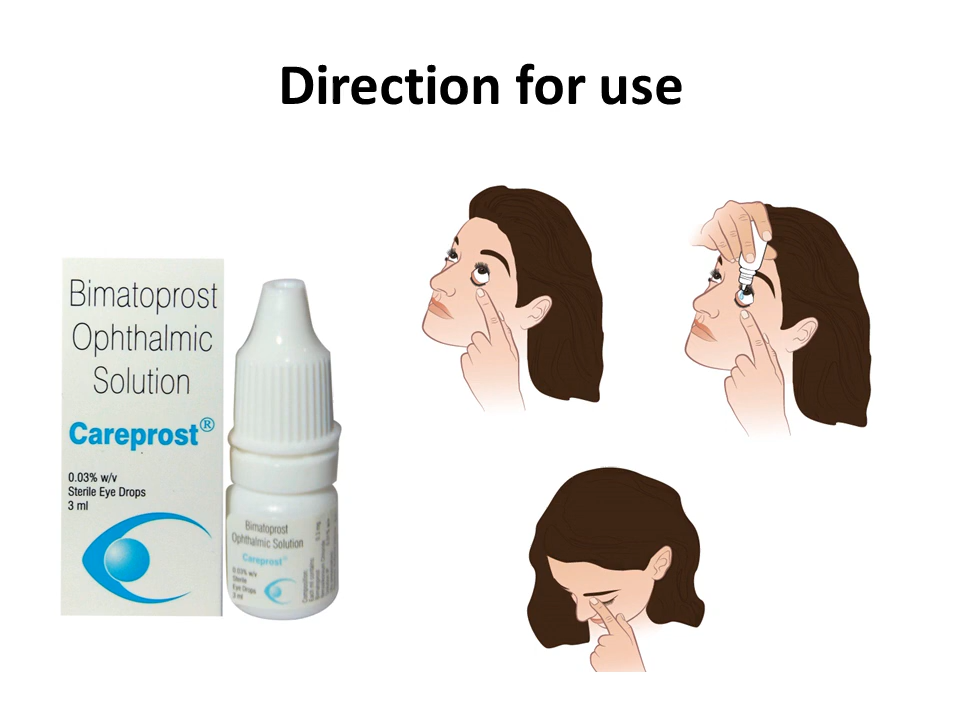 Direction for use
Bimatoprost
Ophthalmic
Solution
Careprost®
0.03% w/v
Sterile Eye Drops
3 ml
Bimatoprost
Ophthalmic Solution
Careprost®
0.03% w/v
Sterile
Eye Drops
3 ml